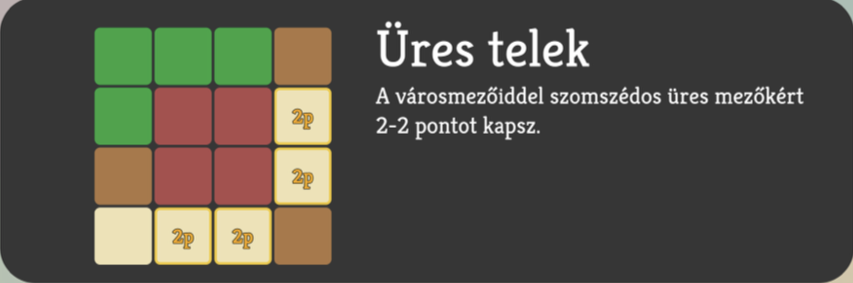 Üres telek
A városmezőiddel szomszédos üres mezőkért
2-2 pontot kapsz.
2p
2p
2p 2p